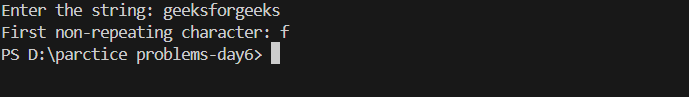 Enter the string: geeksforgeeks
First non-repeating character: f
PS D:\parctice problems-day6>